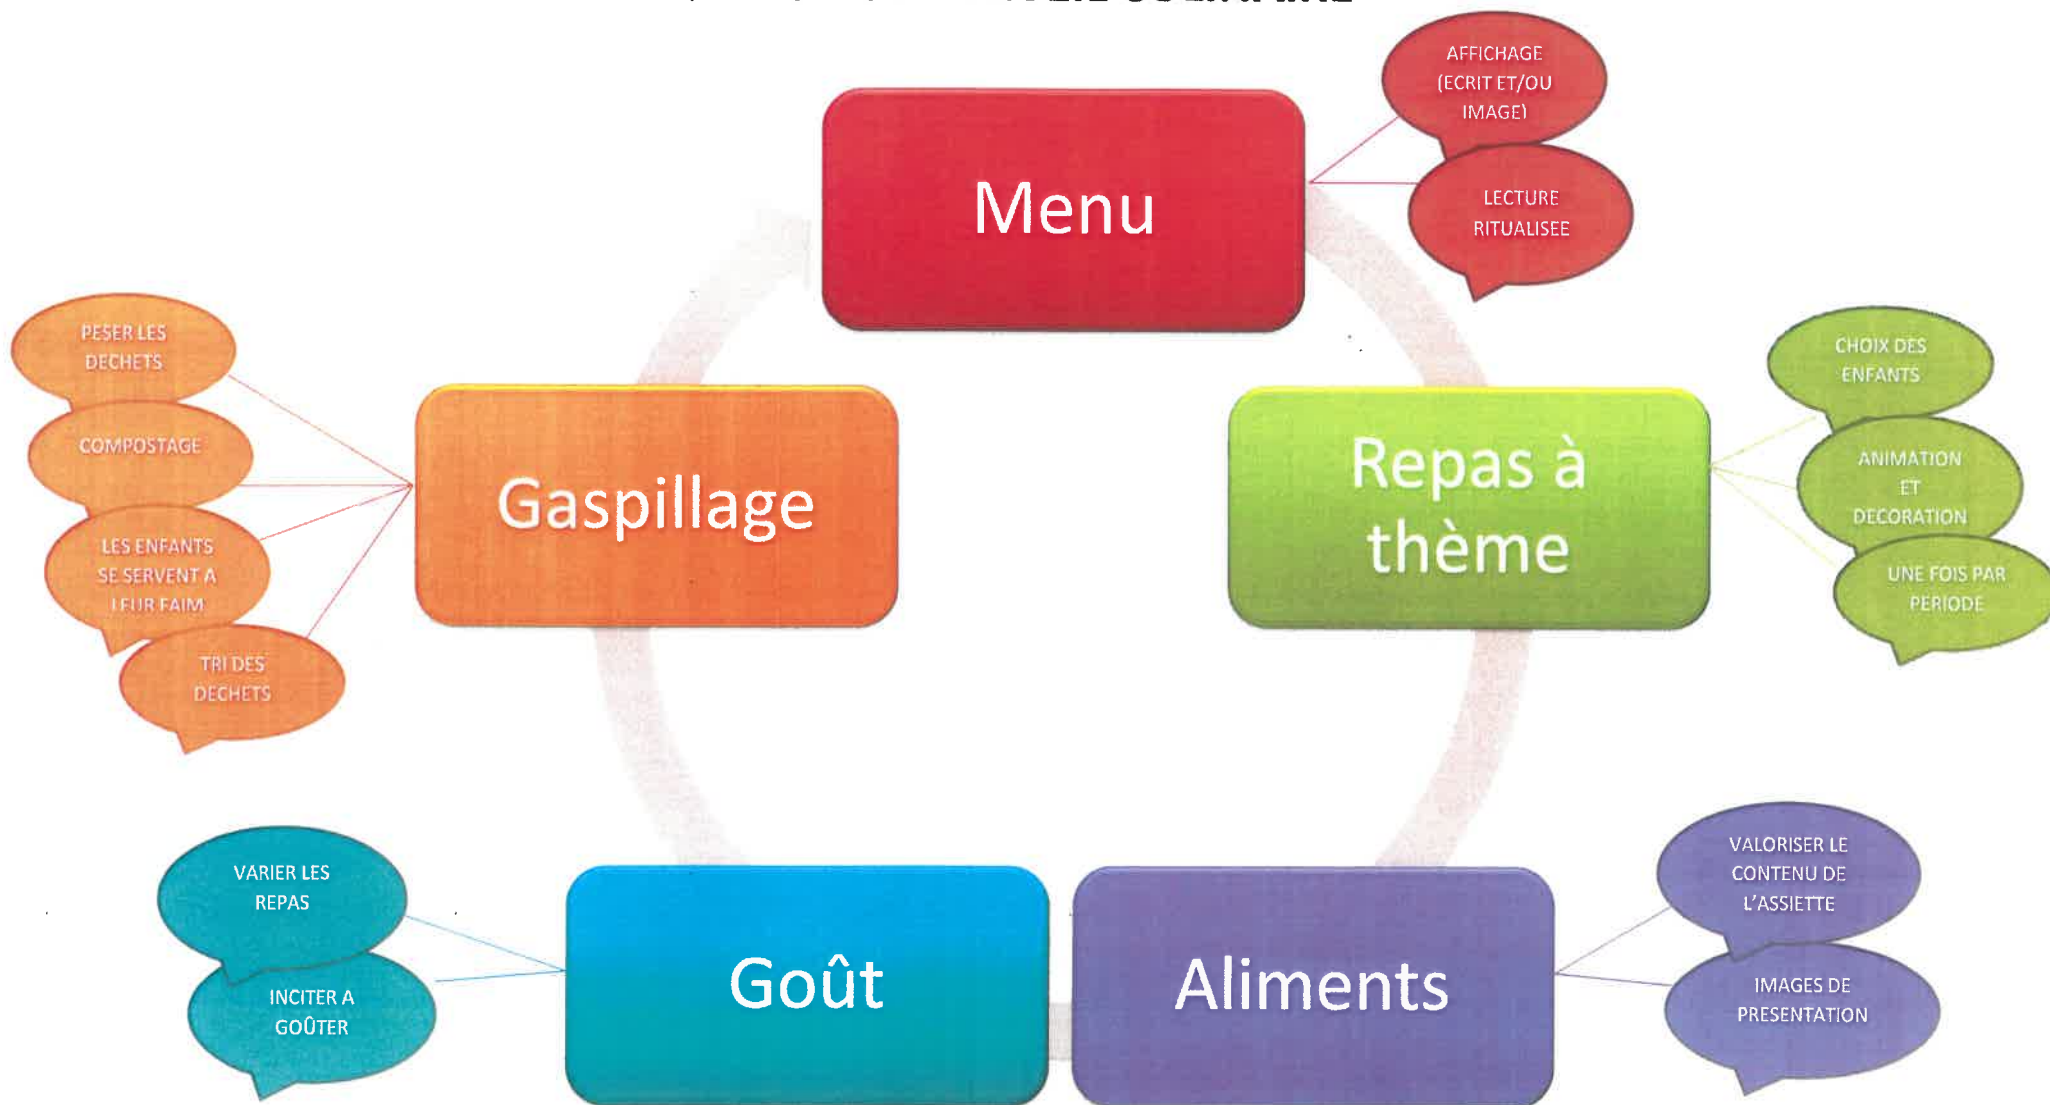 Menu
AFFICHAGE
(ECRIT ET/OU
IMAGE)
LECTURE
RITUALISEE
Repas à
thème
CHOIX DES
ENFANTS
ANIMATION
ET
DECORATION
UNE FOIS PAR
PERIODE
Aliments
VALORISER LE
CONTENU DE
L'ASSIETTE
IMAGES DE
PRESENTATION
Goût
VARIER LES
REPAS
INCITER A
GOÛTER
Gaspillage
PESER LES
DECHETS
COMPOSTAGE
LES ENFANTS
SE SERVENT A
LEUR FAIM
TRI DES
DECHETS